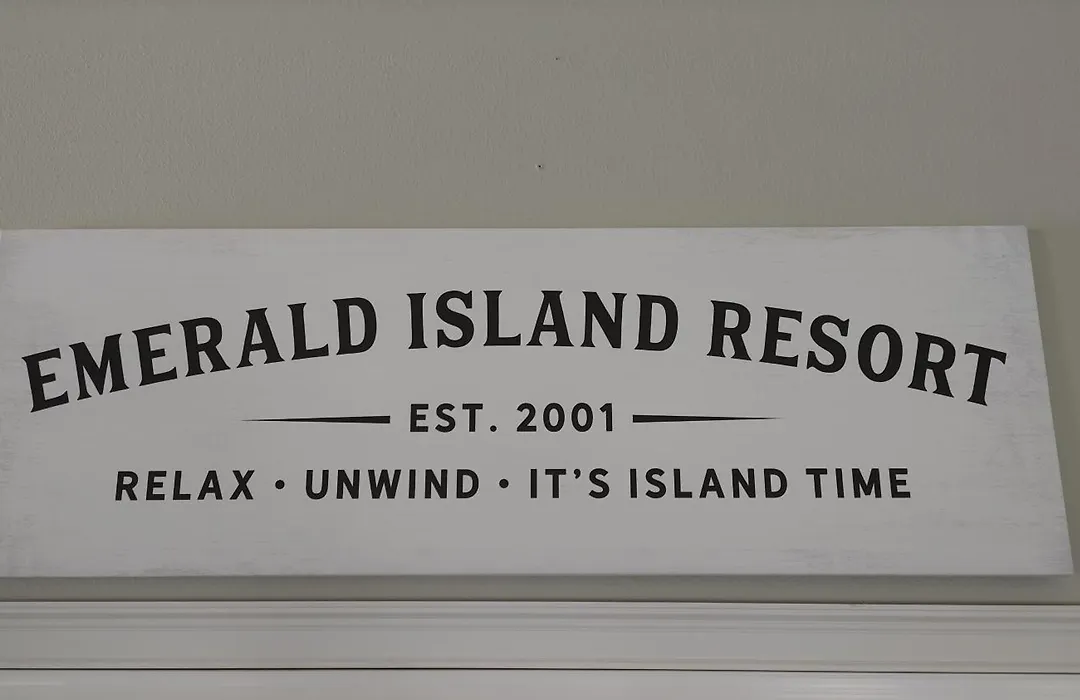 EMERALD ISLAND RESORT
EST. 2001
RELAX • UNWIND • IT'S ISLAND TIME